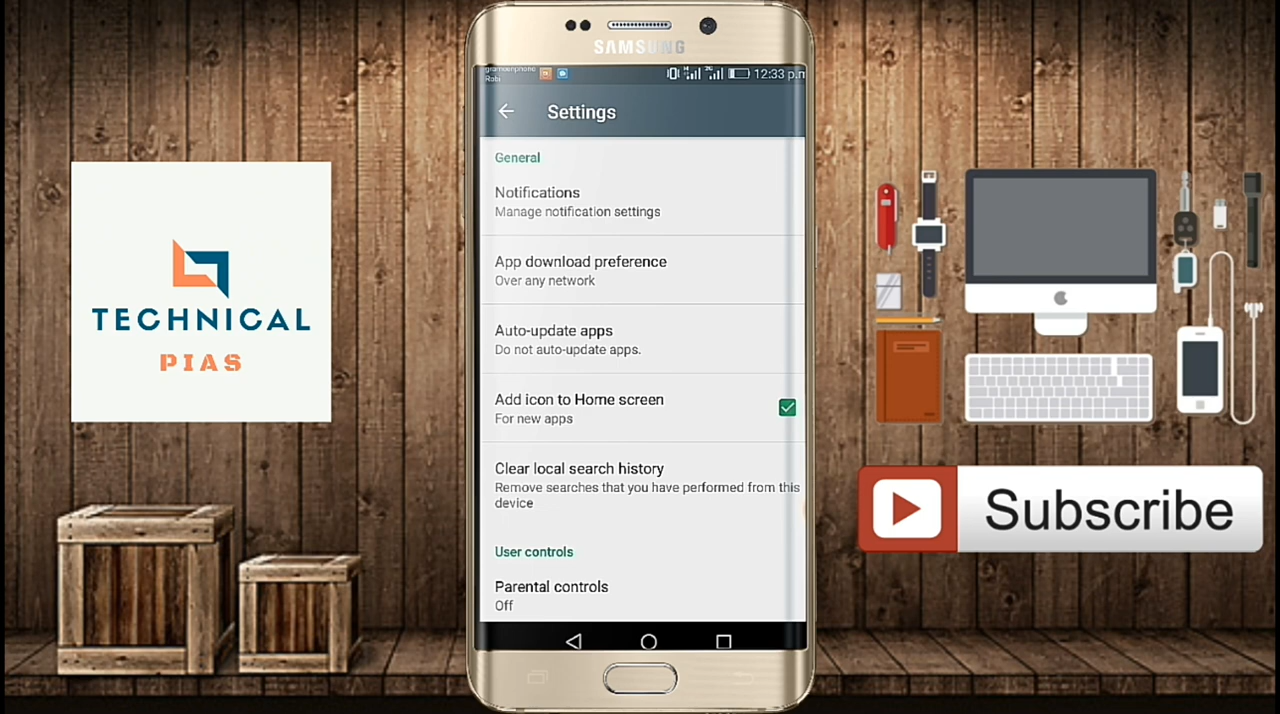 SAMSUNG
Robi
12:33 p.m
Settings
General
Notifications
Manage notification settings
App download preference
Over any network
Auto-update apps
Do not auto-update apps.
Add icon to Home screen
For new apps
Clear local search history
Remove searches that you have performed from this
device
User controls
Parental controls
Off
TECHNICAL
PIAS
Subscribe